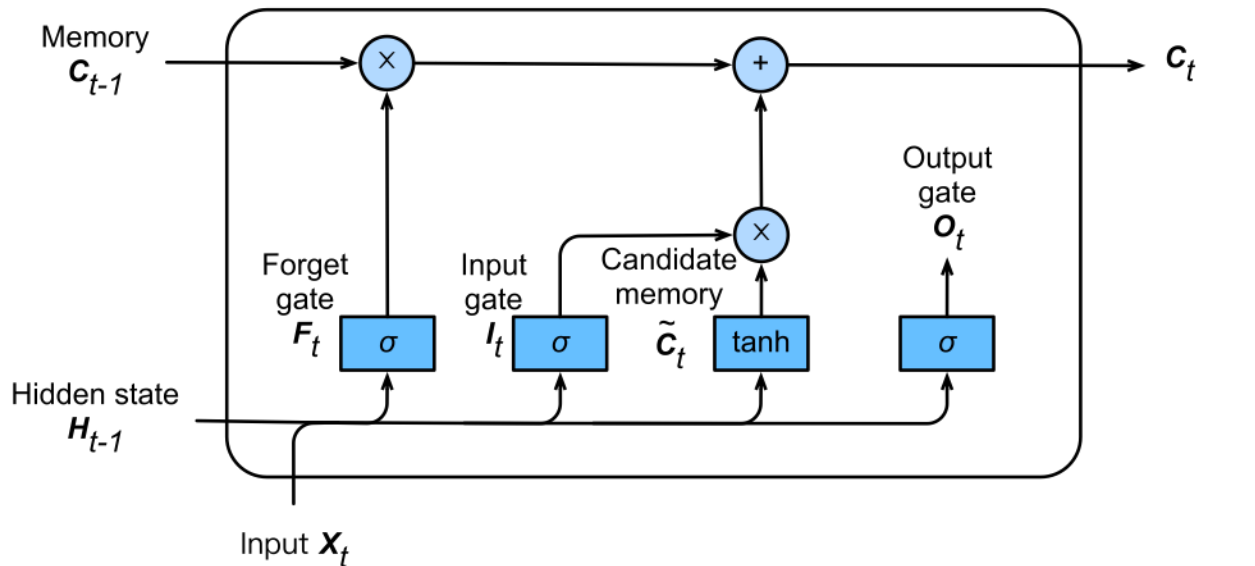 Memory
C_{t-1}
×
+
C_t
Output
gate
O_t
×
Forget
gate
F_t
σ
Input
gate
I_t
σ
Candidate
memory
C̃_t
tanh
σ
Hidden state
H_{t-1}
Input X_t